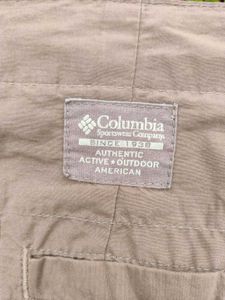 Columbia
Sportswear Company
SINCE 1938
AUTHENTIC
ACTIVE ★ OUTDOOR
AMERICAN